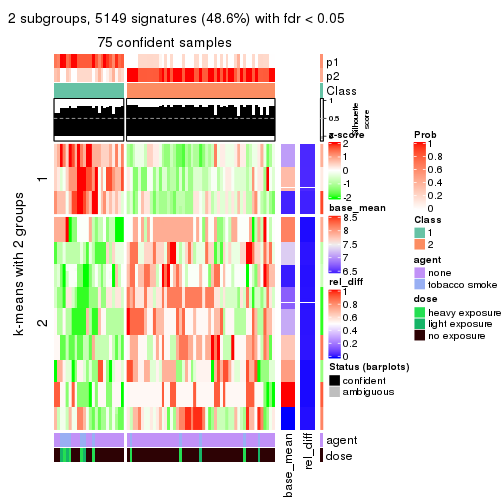 2 subgroups, 5149 signatures (48.6%) with fdr < 0.05
75 confident samples
p1
p2
Class
1
0.5
0
Silhouette
score
z-score
2
1
0
-1
-2
base_mean
8.5
7.5
6.5
rel_diff
1
0.8
0.6
0.4
0.2
0
Status (barplots)
confident
ambiguous
Prob
1
0.8
0.6
0.4
0.2
0
Class
1
2
agent
none
tobacco smoke
dose
heavy exposure
light exposure
no exposure
k-means with 2 groups
1
2
agent
dose
base_mean
rel_diff